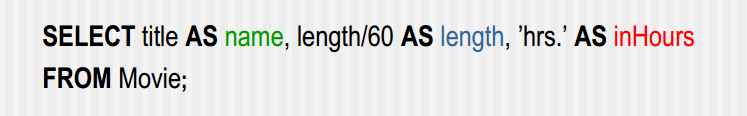 SELECT title AS name, length/60 AS length, ’hrs.’ AS inHours
FROM Movie;